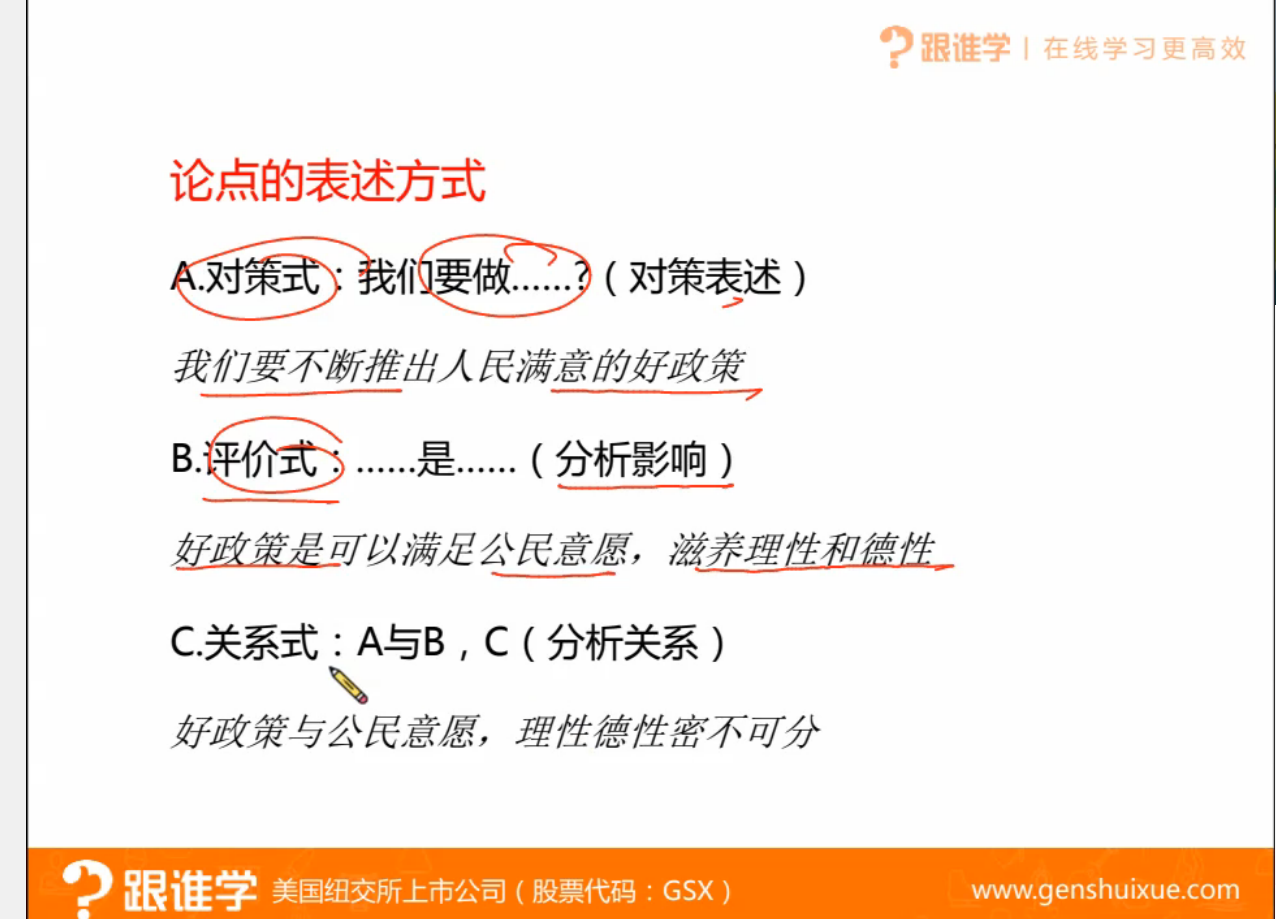 跟谁学 | 在线学习更高效
论点的表述方式
A.对策式：我们要做......?（对策表述）
我们要不断推出人民满意的好政策
B.评价式：......是......（分析影响）
好政策是可以满足公民意愿，滋养理性和德性
C.关系式：A与B，C（分析关系）
好政策与公民意愿，理性德性密不可分
跟谁学 美国纽交所上市公司（股票代码：GSX） www.genshuixue.com